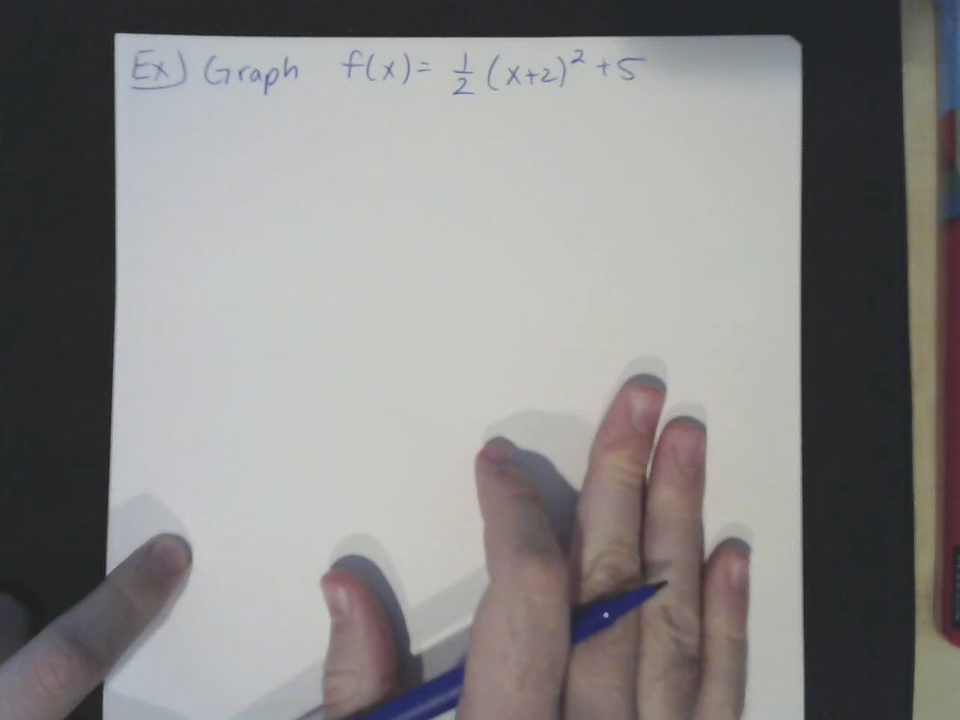 Ex) Graph f(x) = 1/2 (x+2)² + 5